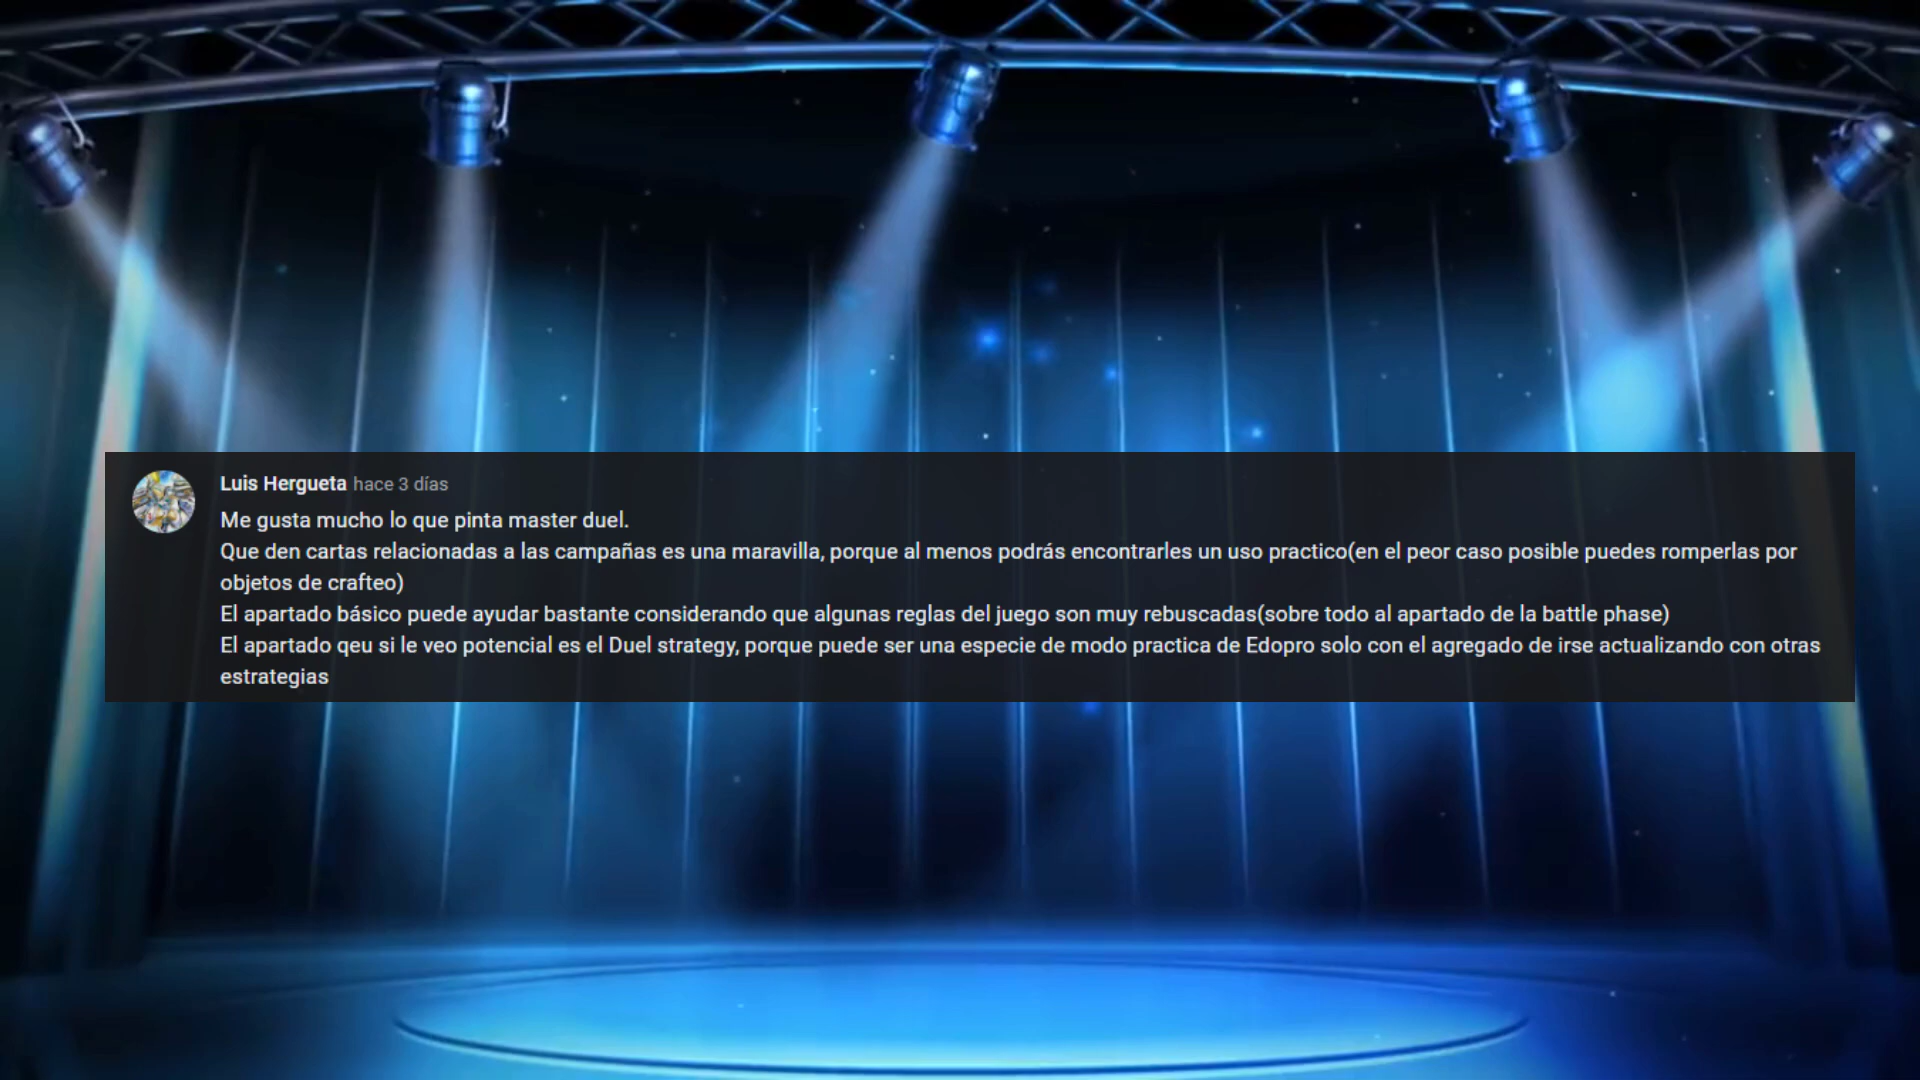 Luis Hergueta hace 3 días
Me gusta mucho lo que pinta master duel.
Que den cartas relacionadas a las campañas es una maravilla, porque al menos podrás encontrarles un uso practico(en el peor caso posible puedes romperlas por
objetos de crafteo)
El apartado básico puede ayudar bastante considerando que algunas reglas del juego son muy rebuscadas(sobre todo al apartado de la battle phase)
El apartado qeu si le veo potencial es el Duel strategy, porque puede ser una especie de modo practica de Edopro solo con el agregado de irse actualizando con otras
estrategias